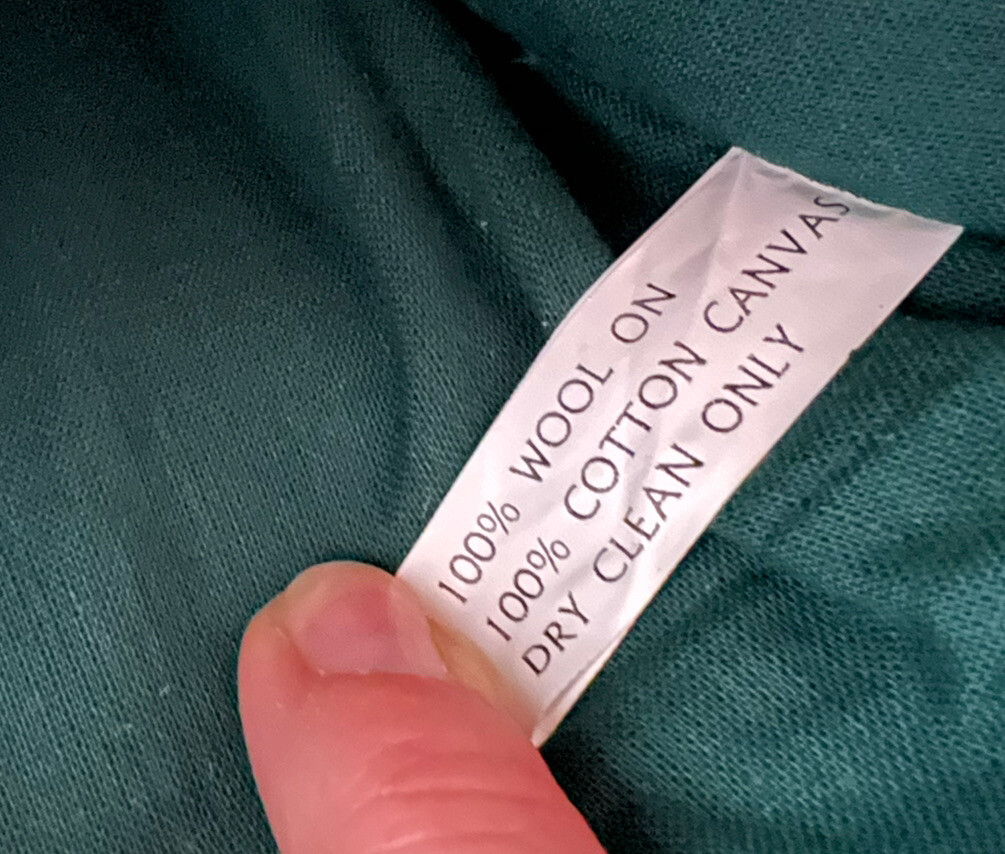 100% WOOL ON
100% COTTON CANVAS
DRY CLEAN ONLY